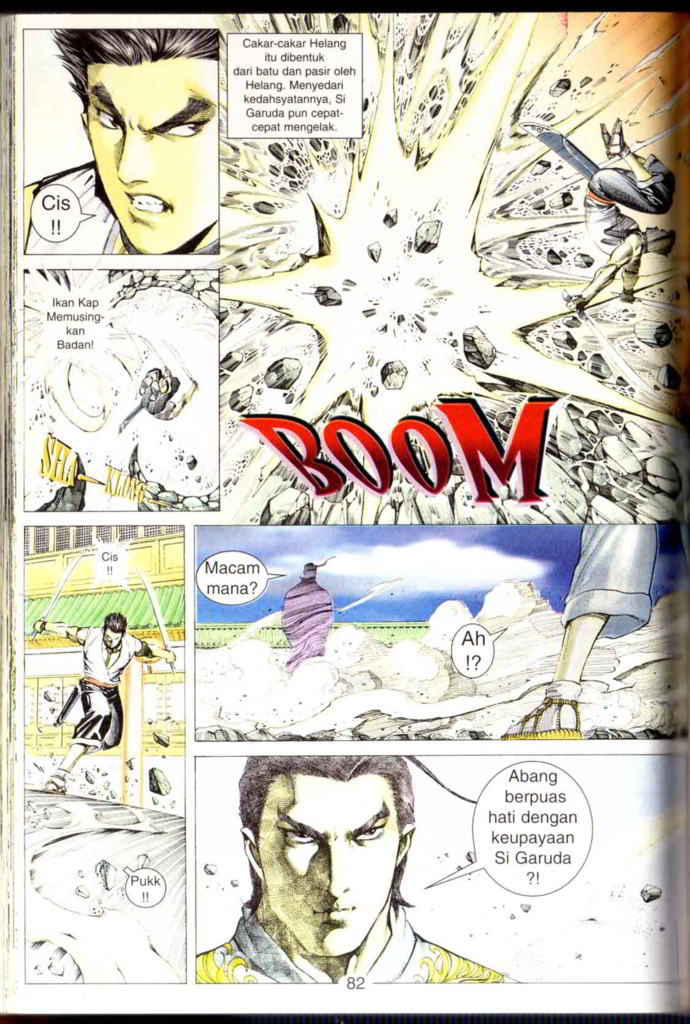 Cis
!!
Cakar-cakar Helang
itu dibentuk
dari batu dan pasir oleh
Helang. Menyedari
kedahsyatannya, Si
Garuda pun cepat-
cepat mengelak.
Ikan Kap
Memusing-
kan
Badan!
BOOM
Cis
!!
Pukk
!!
Macam
mana?
Ah
!?
Abang
berpuas
hati dengan
keupayaan
Si Garuda
?!
82